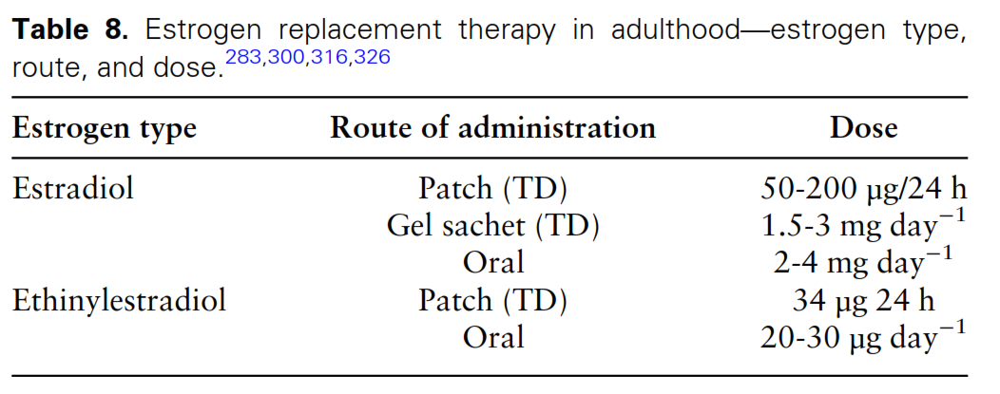 Table 8. Estrogen replacement therapy in adulthood—estrogen type,
route, and dose.283,300,316,326
Estrogen type Route of administration Dose
Estradiol Patch (TD) 50-200 μg/24 h
Gel sachet (TD) 1.5-3 mg day−1
Oral 2-4 mg day−1
Ethinylestradiol Patch (TD) 34 μg 24 h
Oral 20-30 μg day−1